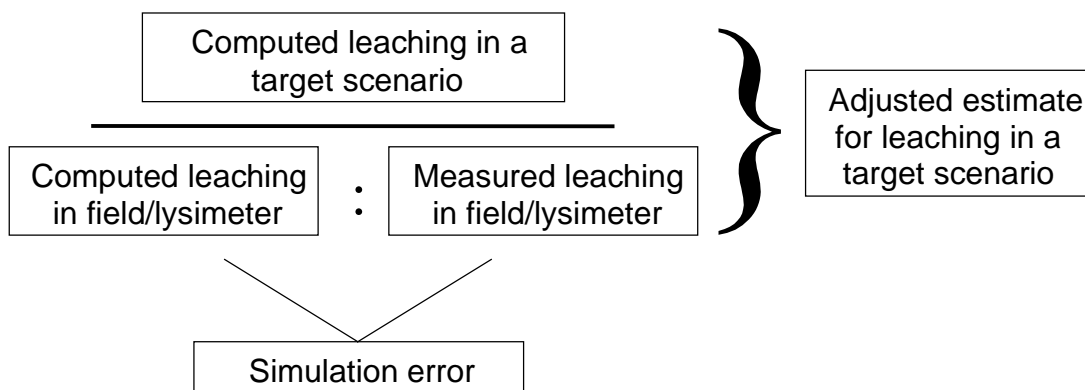 Computed leaching in a
target scenario
Computed leaching
in field/lysimeter
:
Measured leaching
in field/lysimeter
Adjusted estimate
for leaching in a
target scenario
Simulation error